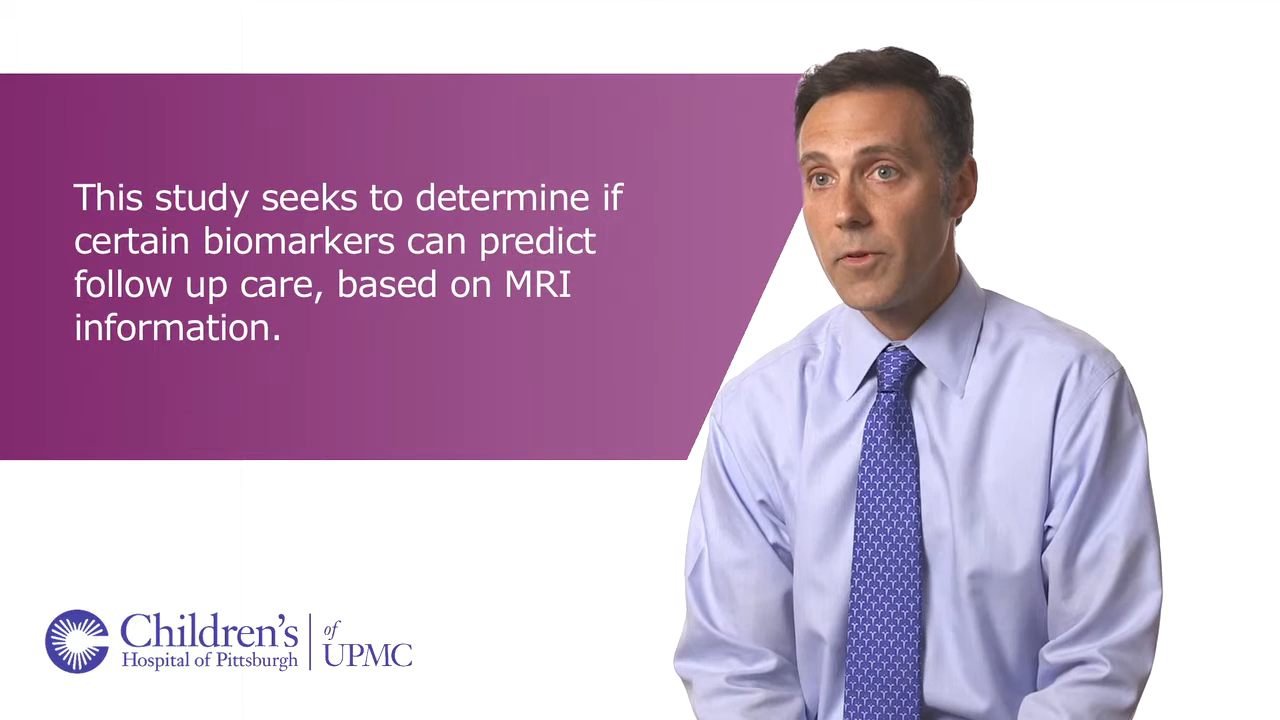 This study seeks to determine if
certain biomarkers can predict
follow up care, based on MRI
information.
Children's
Hospital of Pittsburgh
of
UPMC